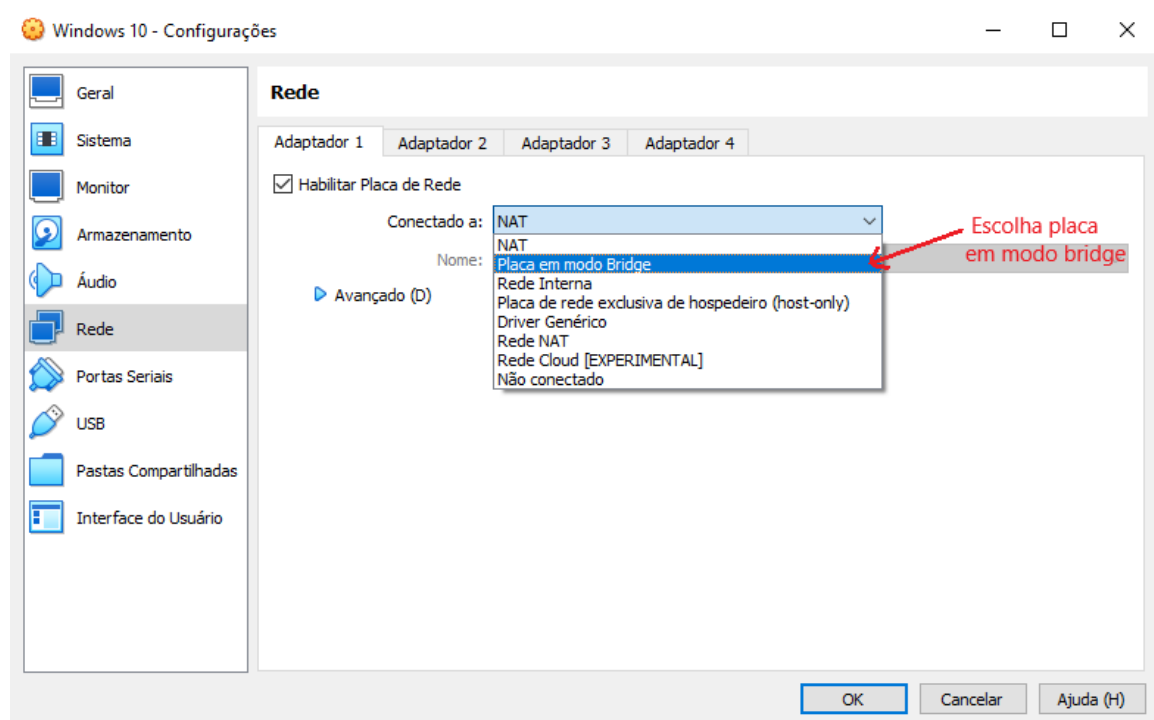 Windows 10 - Configurações
Geral
Sistema
Monitor
Armazenamento
Áudio
Rede
Portas Seriais
USB
Pastas Compartilhadas
Interface do Usuário
Rede
Adaptador 1 Adaptador 2 Adaptador 3 Adaptador 4
Habilitar Placa de Rede
Conectado a: NAT
Nome:
Avançado (D)
NAT
Placa em modo Bridge
Rede Interna
Placa de rede exclusiva de hospedeiro (host-only)
Driver Genérico
Rede NAT
Rede Cloud [EXPERIMENTAL]
Não conectado
Escolha placa
em modo bridge
OK Cancelar Ajuda (H)